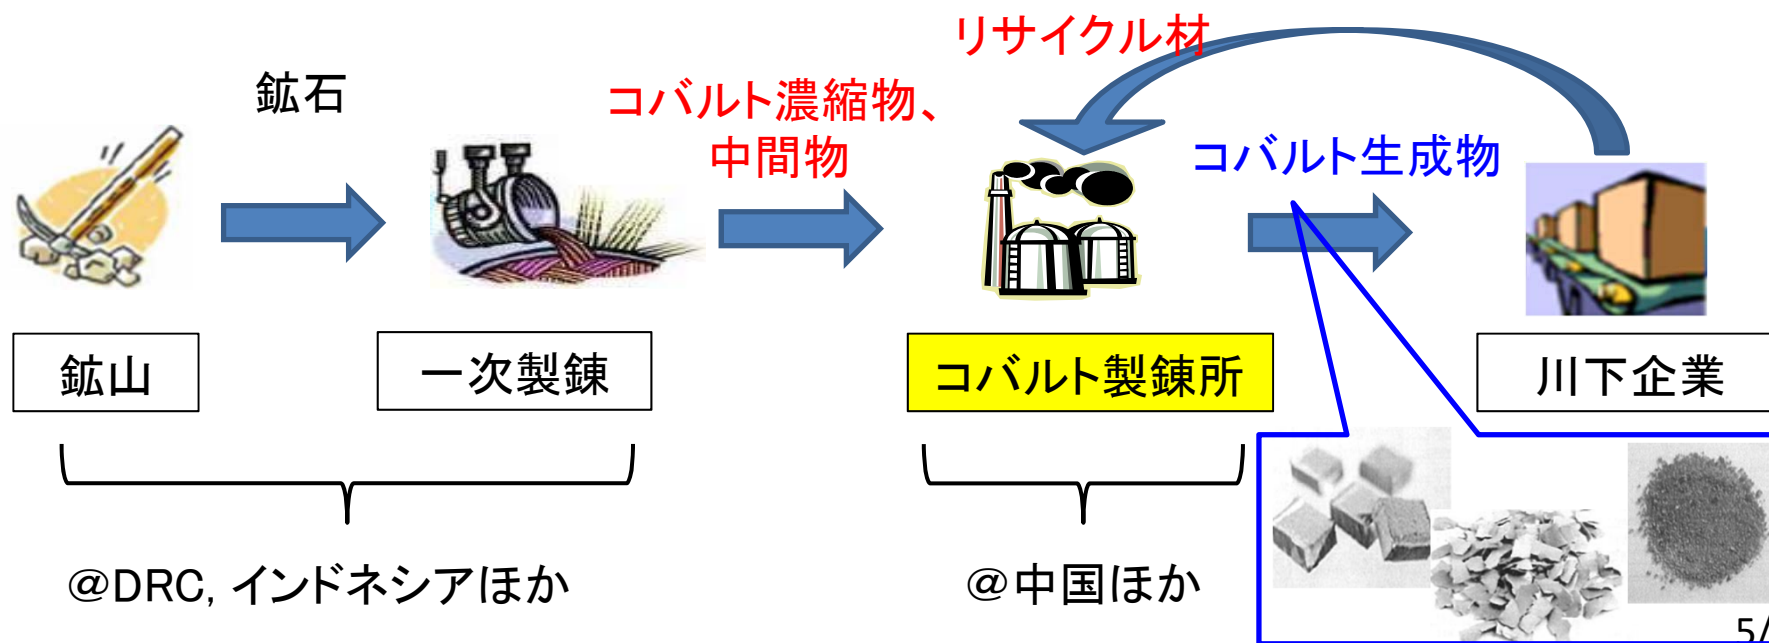 リサイクル材
鉱石
コバルト濃縮物、
中間物
コバルト生成物
鉱山
一次製錬
コバルト製錬所
川下企業
@DRC, インドネシアほか
@中国ほか
5/